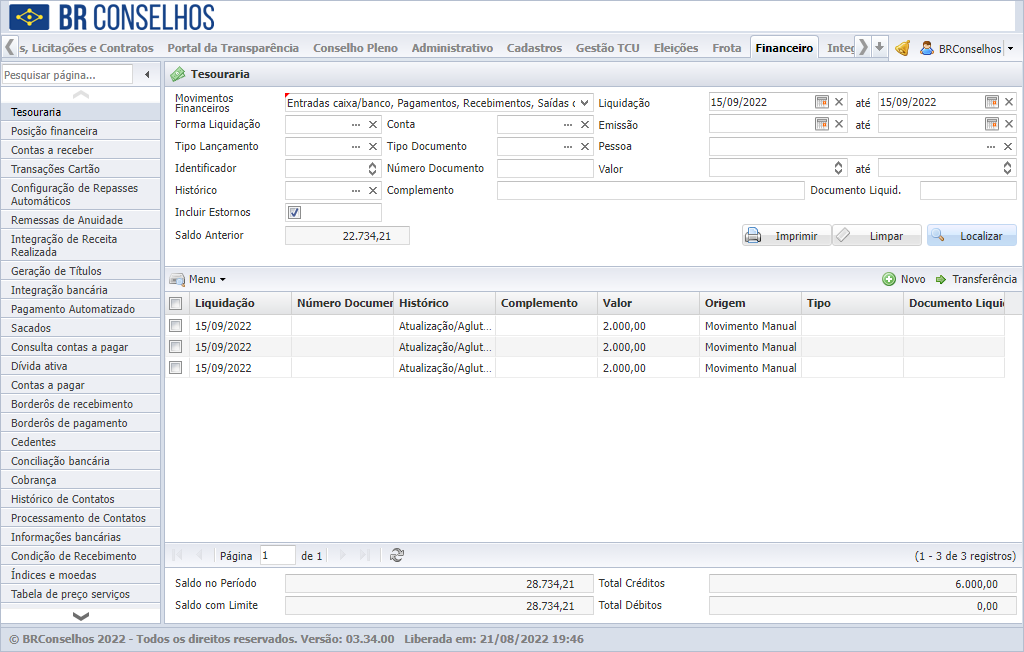 BR CONSELHOS
s, Licitações e Contratos Portal da Transparência Conselho Pleno Administrativo Cadastros Gestão TCU Eleições Frota Financeiro Integ BRConselhos
Pesquisar página...
Tesouraria
Posição financeira
Contas a receber
Transações Cartão
Configuração de Repasses
Automáticos
Remessas de Anuidade
Integração de Receita
Realizada
Geração de Títulos
Integração bancária
Pagamento Automatizado
Sacados
Consulta contas a pagar
Dívida ativa
Contas a pagar
Borderôs de recebimento
Borderôs de pagamento
Cedentes
Conciliação bancária
Cobrança
Histórico de Contatos
Processamento de Contatos
Informações bancárias
Condição de Recebimento
Índices e moedas
Tabela de preço serviços
Tesouraria
Movimentos
Financeiros
Entradas caixa/banco, Pagamentos, Recebimentos, Saídas c
Liquidação 15/09/2022 até 15/09/2022
Forma Liquidação Conta Emissão até
Tipo Lançamento Tipo Documento Pessoa
Identificador Número Documento Valor até
Histórico Complemento Documento Liquid.
Incluir Estornos
Saldo Anterior 22.734,21 Imprimir Limpar Localizar
Menu Novo Transferência
Liquidação Número Documen Histórico Complemento Valor Origem Tipo Documento Liquid
15/09/2022 Atualização/Aglut... 2.000,00 Movimento Manual
15/09/2022 Atualização/Aglut... 2.000,00 Movimento Manual
15/09/2022 Atualização/Aglut... 2.000,00 Movimento Manual
Página 1 de 1 (1 - 3 de 3 registros)
Saldo no Período 28.734,21 Total Créditos 6.000,00
Saldo com Limite 28.734,21 Total Débitos 0,00
© BRConselhos 2022 - Todos os direitos reservados. Versão: 03.34.00 Liberada em: 21/08/2022 19:46